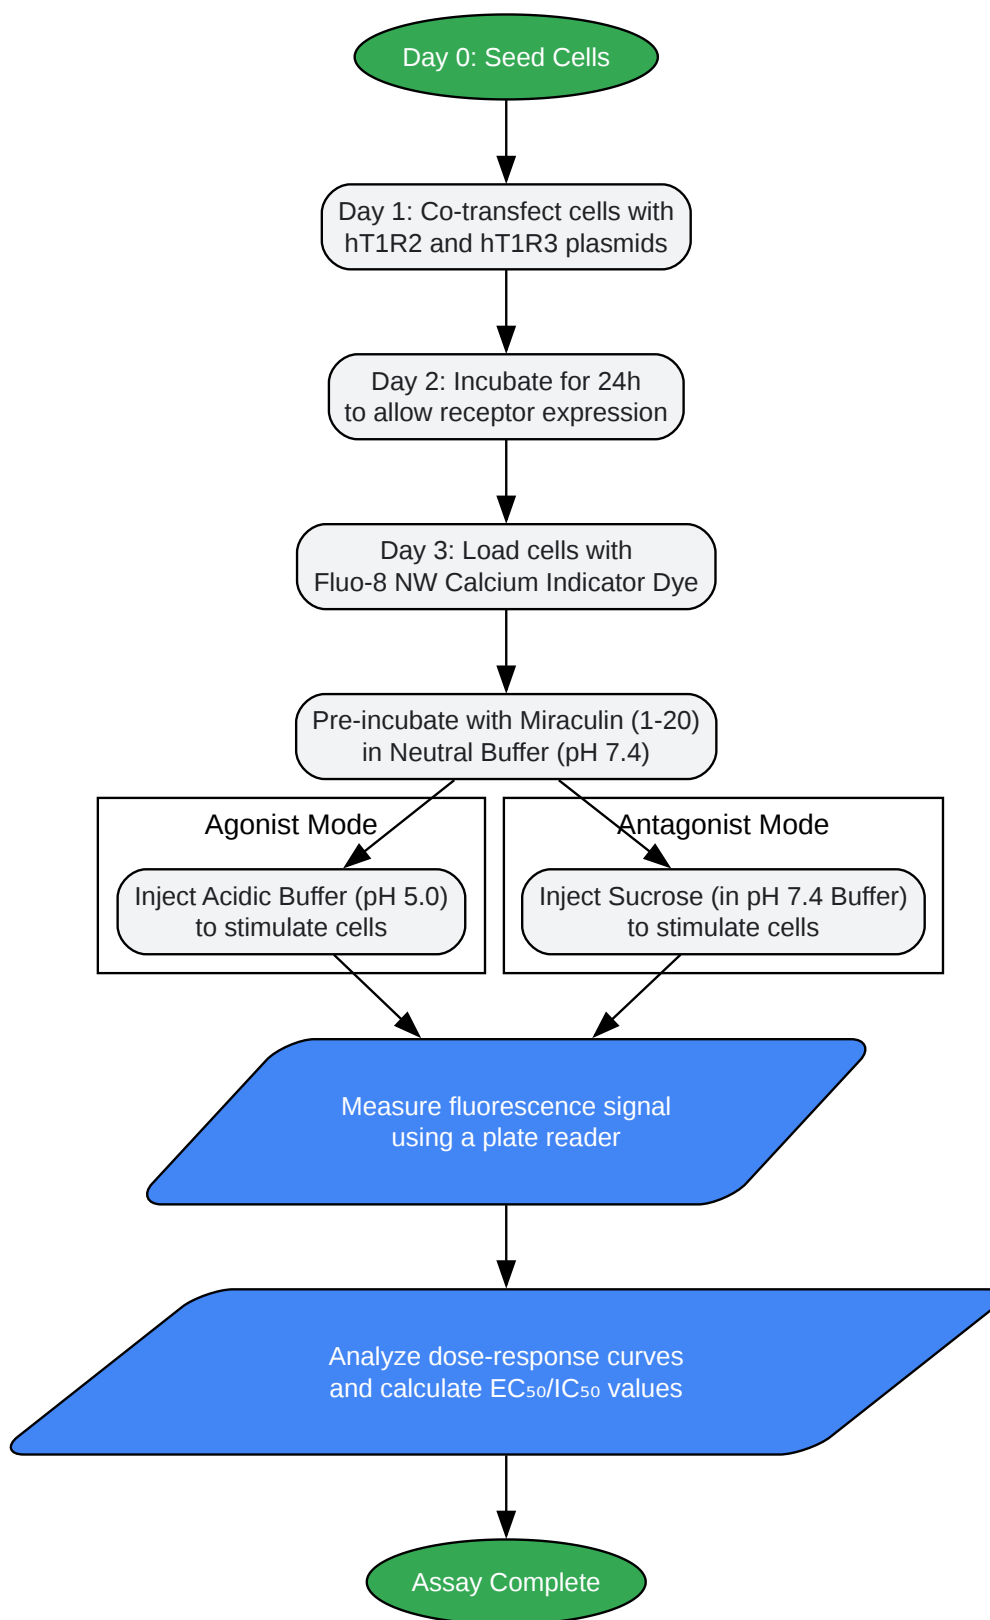 Day 0: Seed Cells
Day 1: Co-transfect cells with
hT1R2 and hT1R3 plasmids
Day 2: Incubate for 24h
to allow receptor expression
Day 3: Load cells with
Fluo-8 NW Calcium Indicator Dye
Pre-incubate with Miraculin (1-20)
in Neutral Buffer (pH 7.4)
Agonist Mode
Inject Acidic Buffer (pH 5.0)
to stimulate cells
Antagonist Mode
Inject Sucrose (in pH 7.4 Buffer)
to stimulate cells
Measure fluorescence signal
using a plate reader
Analyze dose-response curves
and calculate EC₅₀/IC₅₀ values
Assay Complete